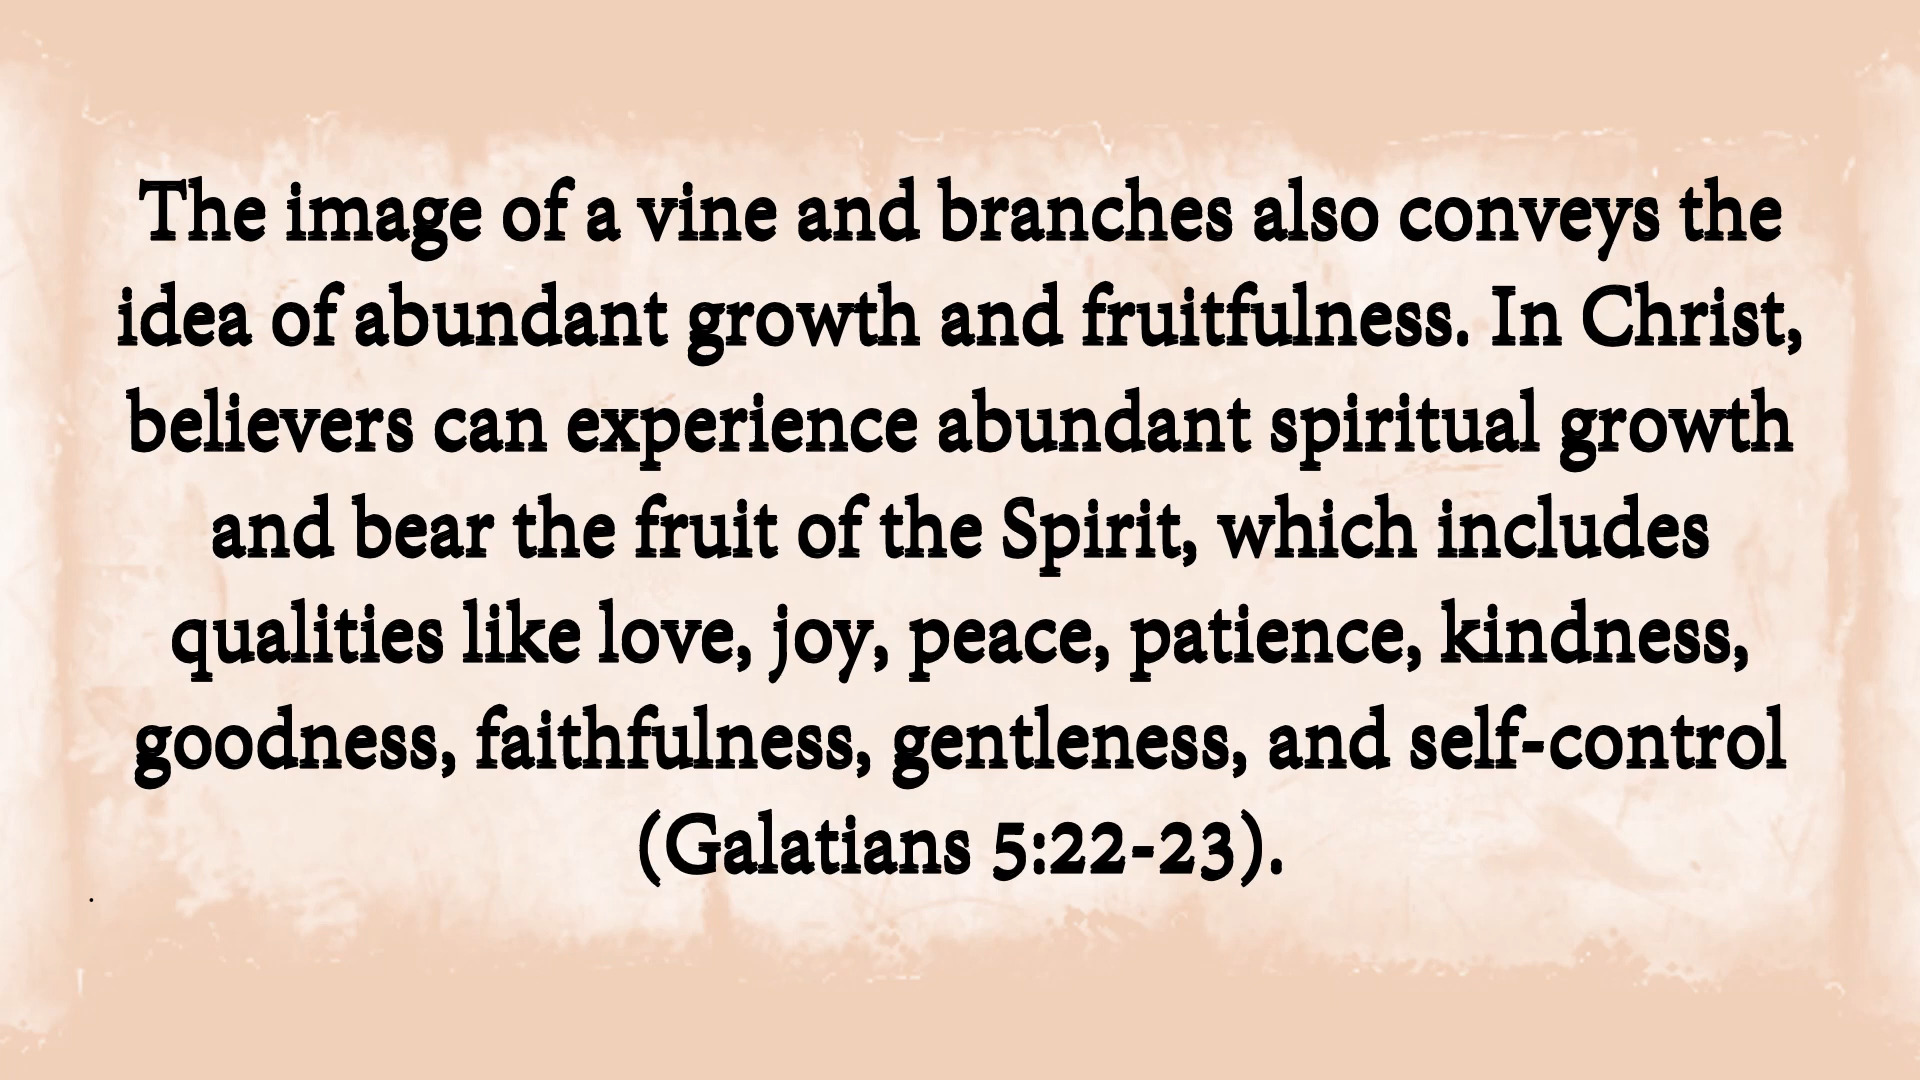 The image of a vine and branches also conveys the
idea of abundant growth and fruitfulness. In Christ,
believers can experience abundant spiritual growth
and bear the fruit of the Spirit, which includes
qualities like love, joy, peace, patience, kindness,
goodness, faithfulness, gentleness, and self-control
(Galatians 5:22-23).
.